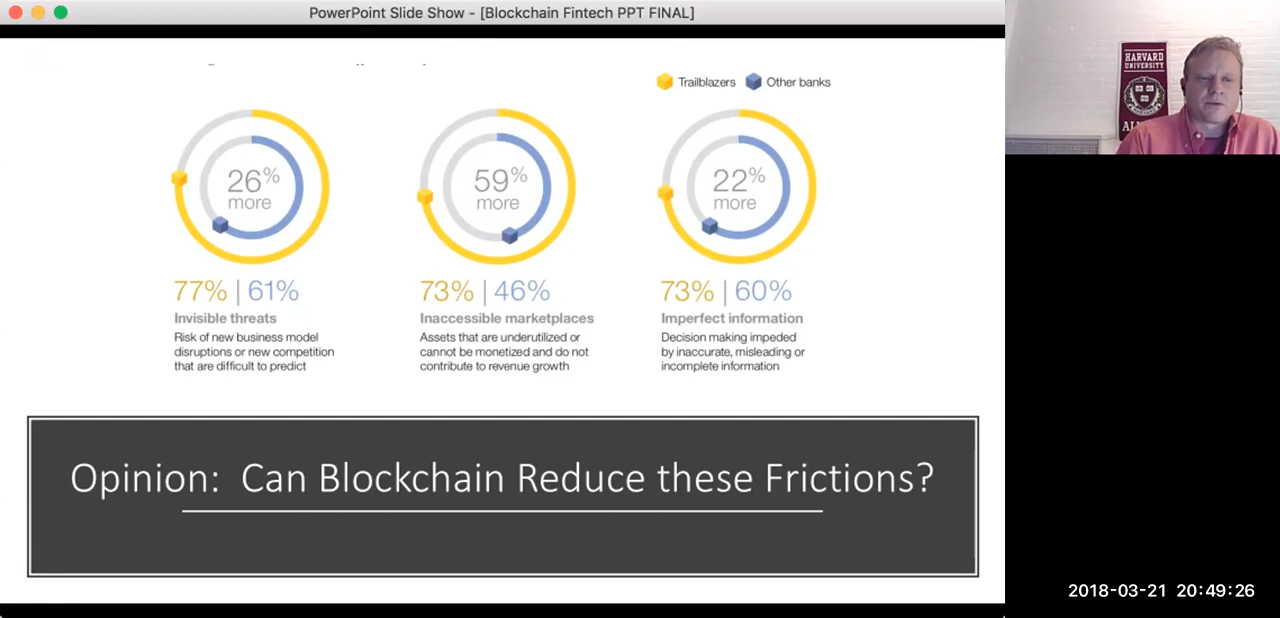 PowerPoint Slide Show - [Blockchain Fintech PPT FINAL]
Trailblazers Other banks
26% more
59% more
22% more
77% | 61%
Invisible threats
Risk of new business model
disruptions or new competition
that are difficult to predict
73% | 46%
Inaccessible marketplaces
Assets that are underutilized or
cannot be monetized and do not
contribute to revenue growth
73% | 60%
Imperfect information
Decision making impeded
by inaccurate, misleading or
incomplete information
Opinion: Can Blockchain Reduce these Frictions?
HARVARD
UNIVERSITY
2018-03-21 20:49:26